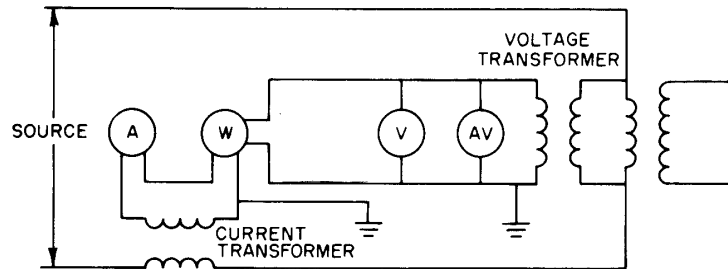 VOLTAGE
TRANSFORMER
SOURCE
A
W
V
AV
CURRENT
TRANSFORMER